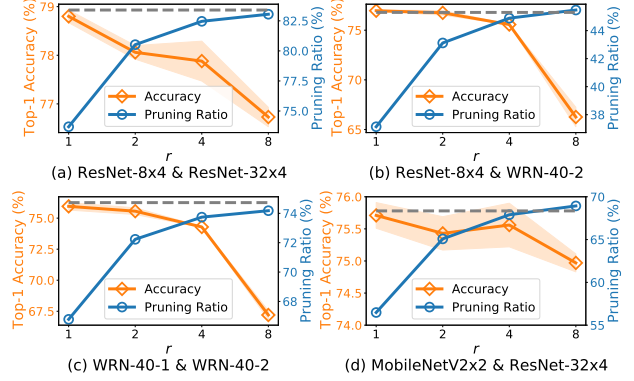 79
78
77
Top-1 Accuracy (%)
82.5
80.0
77.5
75.0
Pruning Ratio (%)
Accuracy
Pruning Ratio
1 2 4 8
r
(a) ResNet-8x4 & ResNet-32x4
75
70
65
Top-1 Accuracy (%)
44
42
40
38
Pruning Ratio (%)
Accuracy
Pruning Ratio
1 2 4 8
r
(b) ResNet-8x4 & WRN-40-2
75.0
72.5
70.0
67.5
Top-1 Accuracy (%)
74
72
70
68
Pruning Ratio (%)
Accuracy
Pruning Ratio
1 2 4 8
r
(c) WRN-40-1 & WRN-40-2
76.0
75.5
75.0
74.5
74.0
Top-1 Accuracy (%)
70
65
60
55
Pruning Ratio (%)
Accuracy
Pruning Ratio
1 2 4 8
r
(d) MobileNetV2x2 & ResNet-32x4